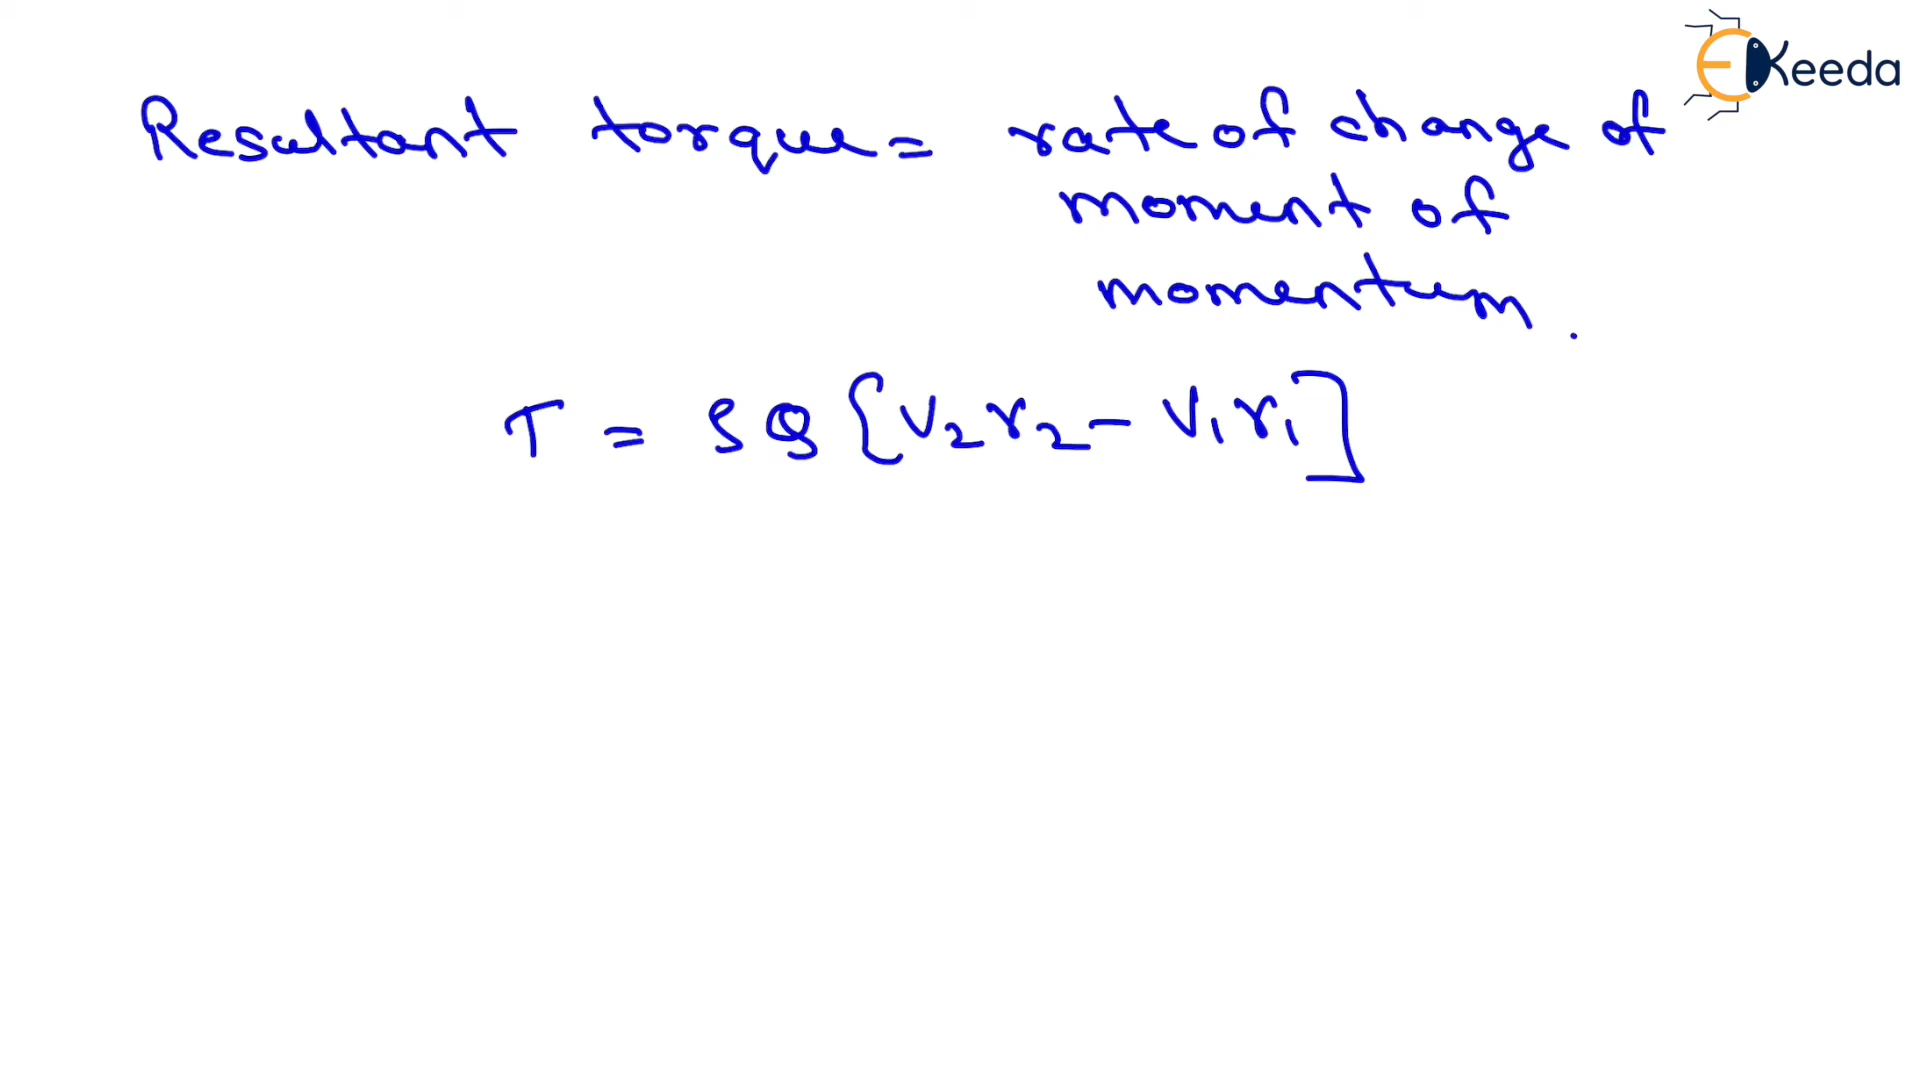 EKeeda
Resultant torque = rate of change of
moment of
momentum.
T = ρQ [V₂r₂ - V₁r₁]